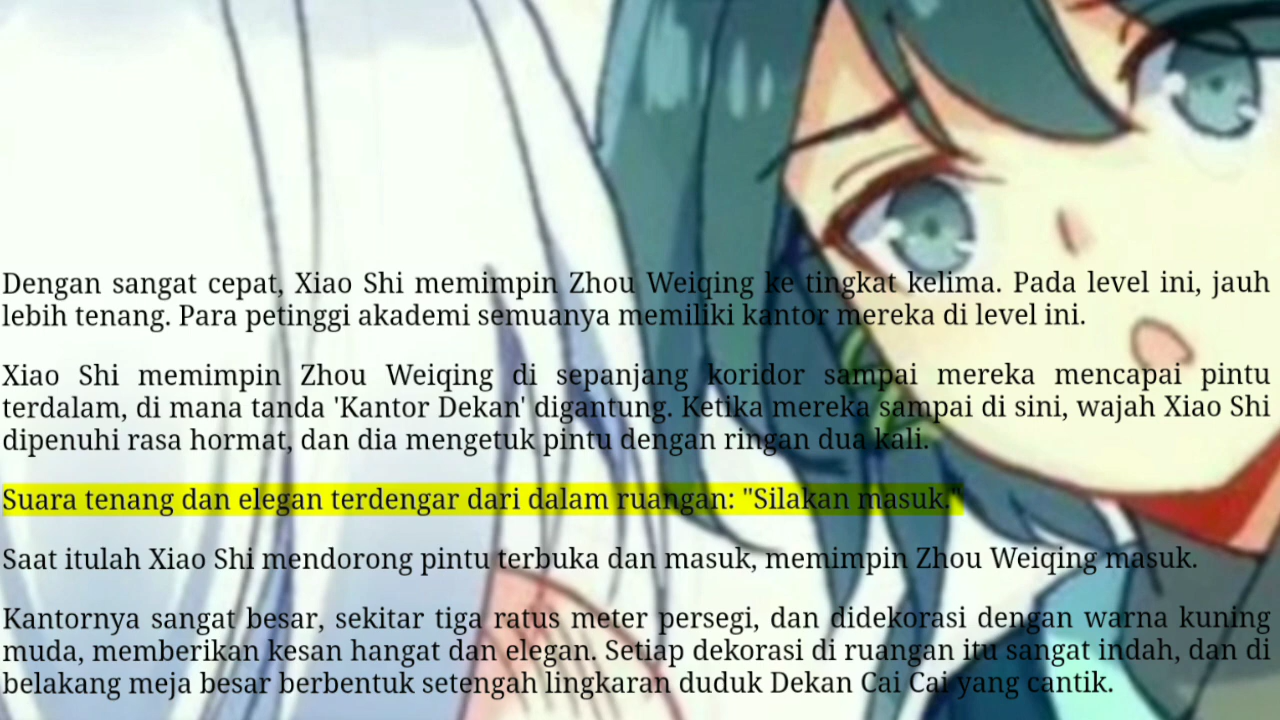 Dengan sangat cepat, Xiao Shi memimpin Zhou Weiqing ke tingkat kelima. Pada level ini, jauh
lebih tenang. Para petinggi akademi semuanya memiliki kantor mereka di level ini.
Xiao Shi memimpin Zhou Weiqing di sepanjang koridor sampai mereka mencapai pintu
terdalam, di mana tanda 'Kantor Dekan' digantung. Ketika mereka sampai di sini, wajah Xiao Shi
dipenuhi rasa hormat, dan dia mengetuk pintu dengan ringan dua kali.
Suara tenang dan elegan terdengar dari dalam ruangan: "Silakan masuk."
Saat itulah Xiao Shi mendorong pintu terbuka dan masuk, memimpin Zhou Weiqing masuk.
Kantornya sangat besar, sekitar tiga ratus meter persegi, dan didekorasi dengan warna kuning
muda, memberikan kesan hangat dan elegan. Setiap dekorasi di ruangan itu sangat indah, dan di
belakang meja besar berbentuk setengah lingkaran duduk Dekan Cai Cai yang cantik.